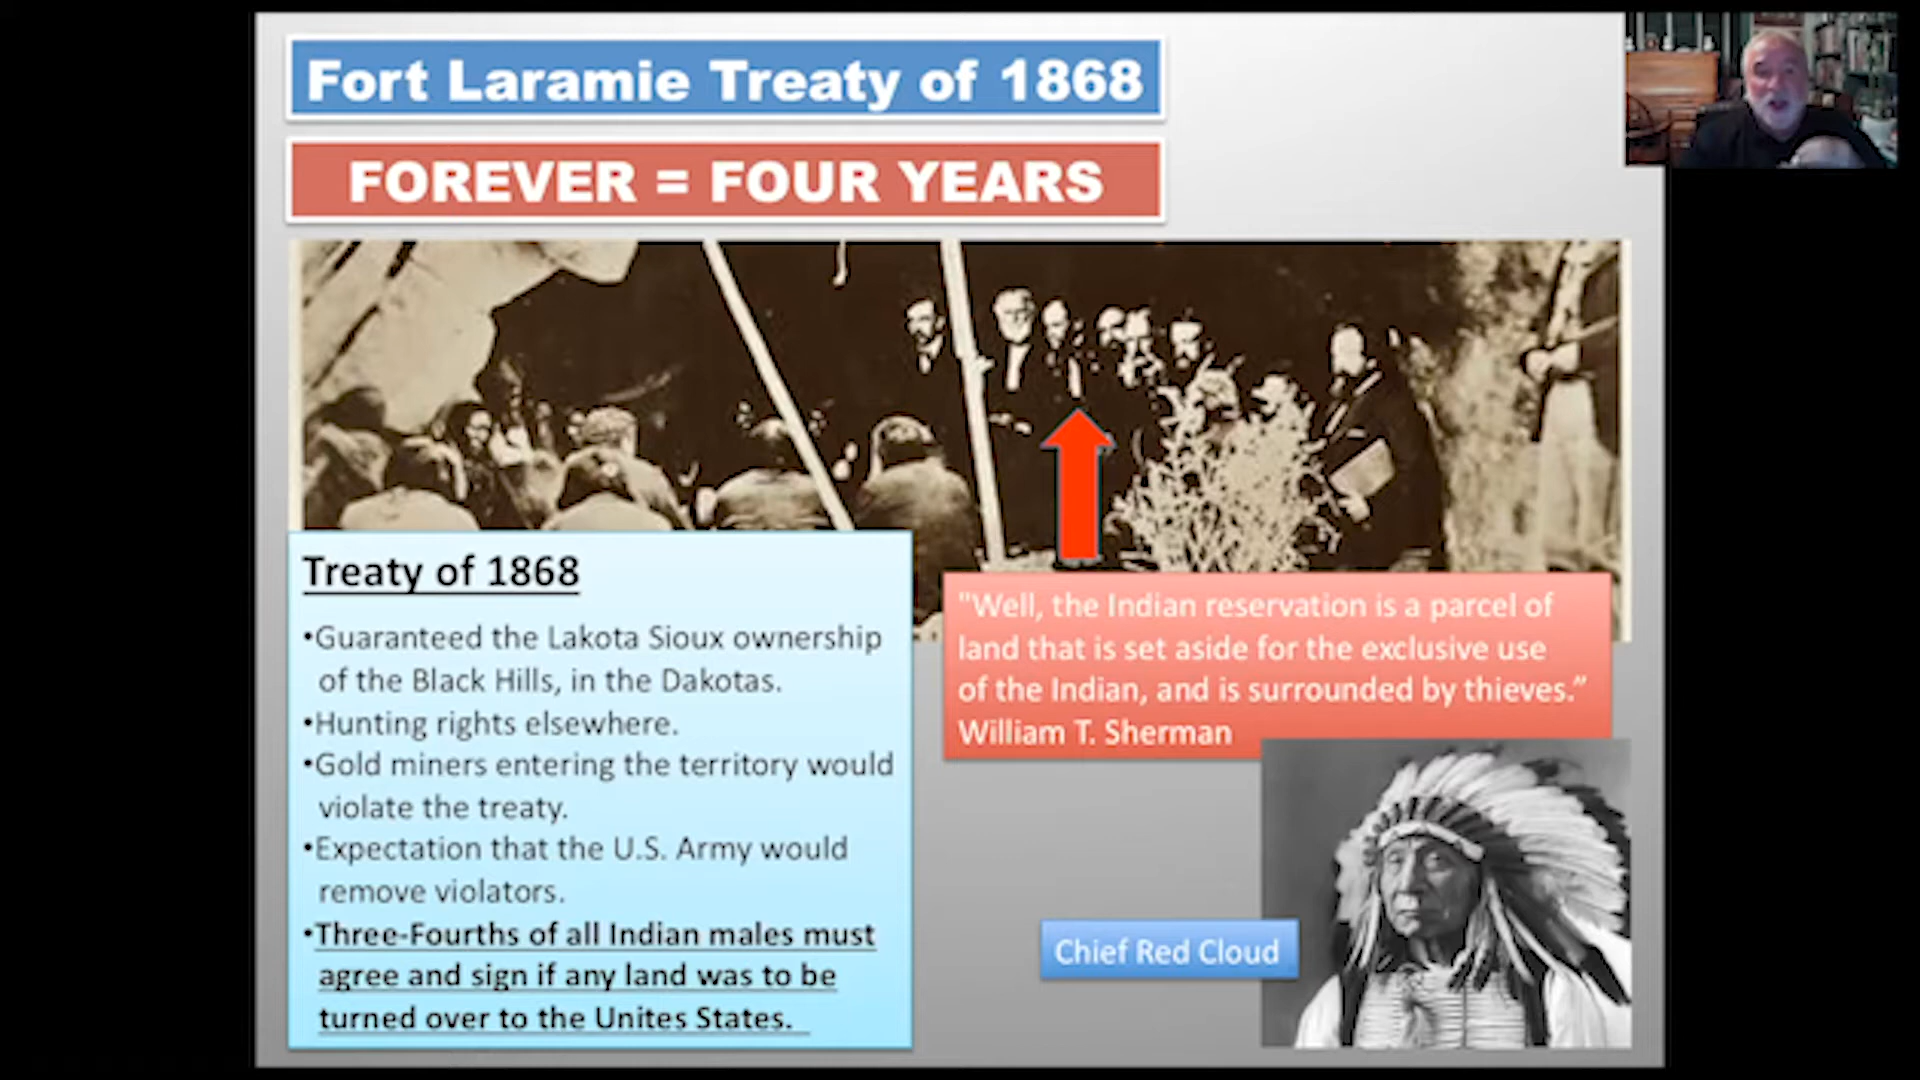 Fort Laramie Treaty of 1868
FOREVER = FOUR YEARS
Treaty of 1868
•Guaranteed the Lakota Sioux ownership
of the Black Hills, in the Dakotas.
•Hunting rights elsewhere.
•Gold miners entering the territory would
violate the treaty.
•Expectation that the U.S. Army would
remove violators.
•Three-Fourths of all Indian males must
agree and sign if any land was to be
turned over to the Unites States.
"Well, the Indian reservation is a parcel of
land that is set aside for the exclusive use
of the Indian, and is surrounded by thieves.”
William T. Sherman
Chief Red Cloud